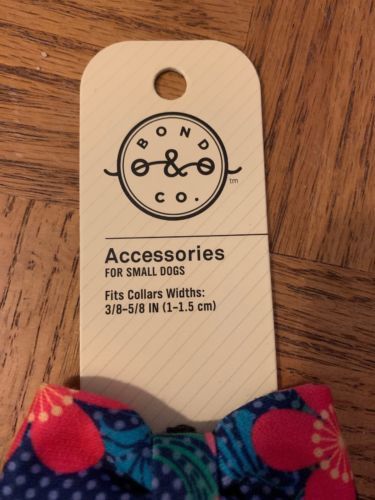 BOND
&
CO.
tm
Accessories
FOR SMALL DOGS
Fits Collars Widths:
3/8–5/8 IN (1–1.5 cm)